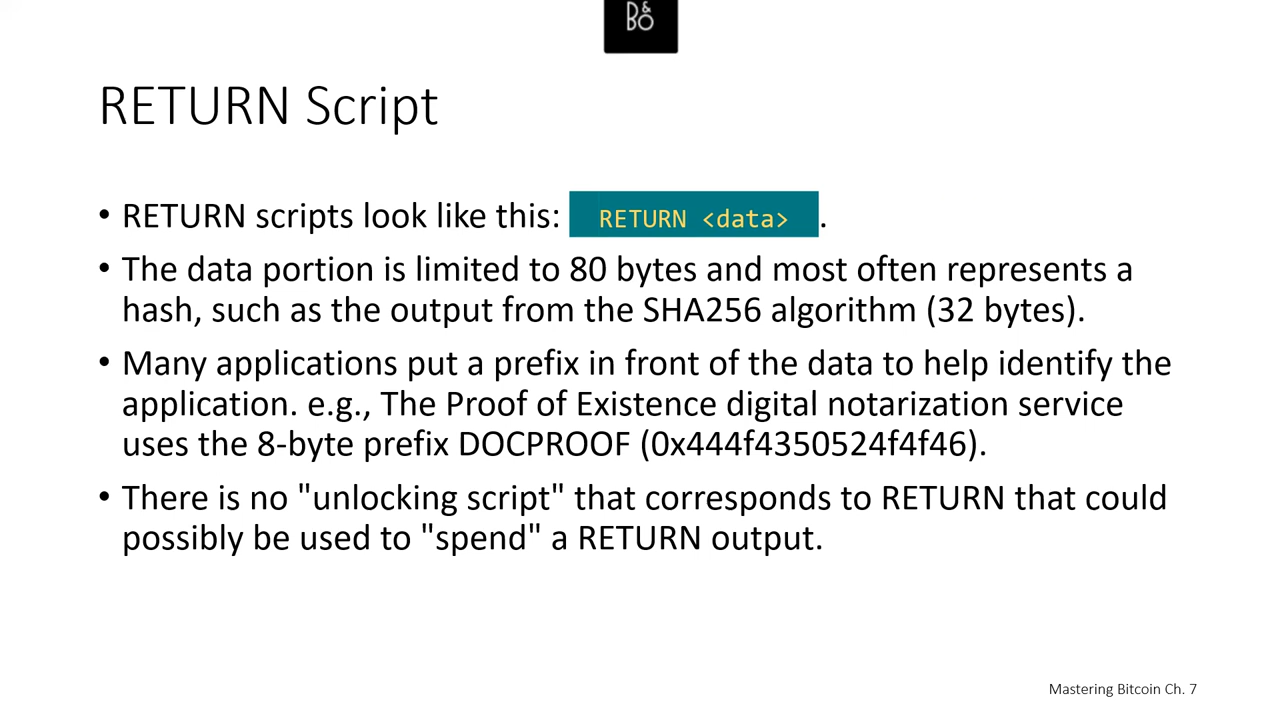 D&
BO
RETURN Script
• RETURN scripts look like this: RETURN <data> .
• The data portion is limited to 80 bytes and most often represents a
hash, such as the output from the SHA256 algorithm (32 bytes).
• Many applications put a prefix in front of the data to help identify the
application. e.g., The Proof of Existence digital notarization service
uses the 8-byte prefix DOCPROOF (0x444f4350524f4f46).
• There is no "unlocking script" that corresponds to RETURN that could
possibly be used to "spend" a RETURN output.
Mastering Bitcoin Ch. 7